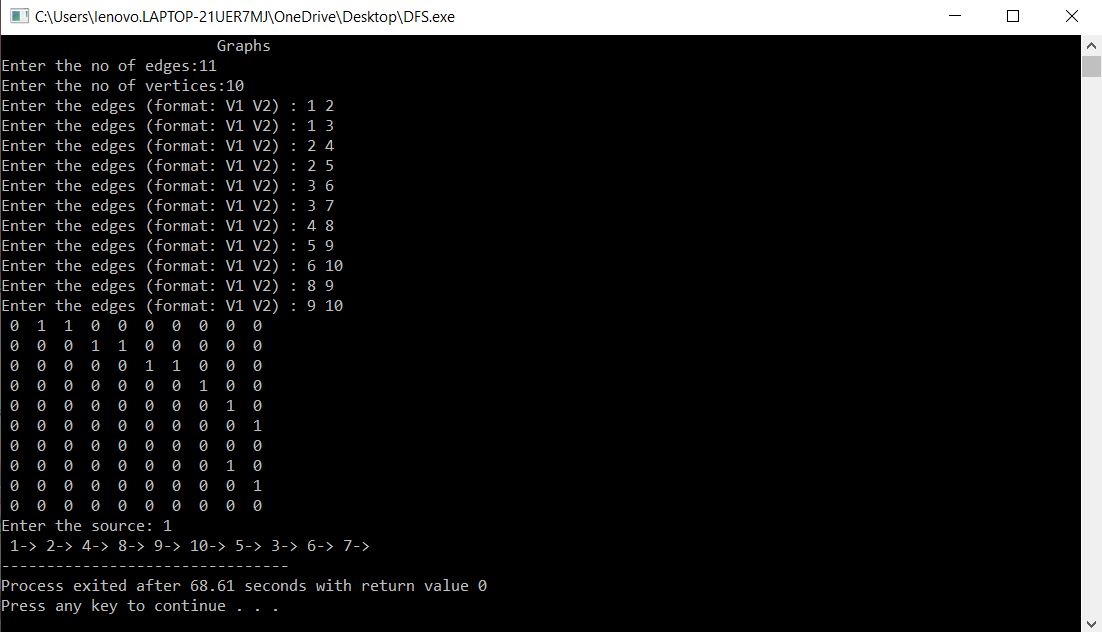 C:\Users\lenovo.LAPTOP-21UER7MJ\OneDrive\Desktop\DFS.exe
Graphs
Enter the no of edges:11
Enter the no of vertices:10
Enter the edges (format: V1 V2) : 1 2
Enter the edges (format: V1 V2) : 1 3
Enter the edges (format: V1 V2) : 2 4
Enter the edges (format: V1 V2) : 2 5
Enter the edges (format: V1 V2) : 3 6
Enter the edges (format: V1 V2) : 3 7
Enter the edges (format: V1 V2) : 4 8
Enter the edges (format: V1 V2) : 5 9
Enter the edges (format: V1 V2) : 6 10
Enter the edges (format: V1 V2) : 8 9
Enter the edges (format: V1 V2) : 9 10
0 1 1 0 0 0 0 0 0 0
0 0 0 1 1 0 0 0 0 0
0 0 0 0 0 1 1 0 0 0
0 0 0 0 0 0 0 1 0 0
0 0 0 0 0 0 0 0 1 0
0 0 0 0 0 0 0 0 0 1
0 0 0 0 0 0 0 0 0 0
0 0 0 0 0 0 0 0 1 0
0 0 0 0 0 0 0 0 0 1
0 0 0 0 0 0 0 0 0 0
Enter the source: 1
1-> 2-> 4-> 8-> 9-> 10-> 5-> 3-> 6-> 7->
--------------------------------
Process exited after 68.61 seconds with return value 0
Press any key to continue . . .